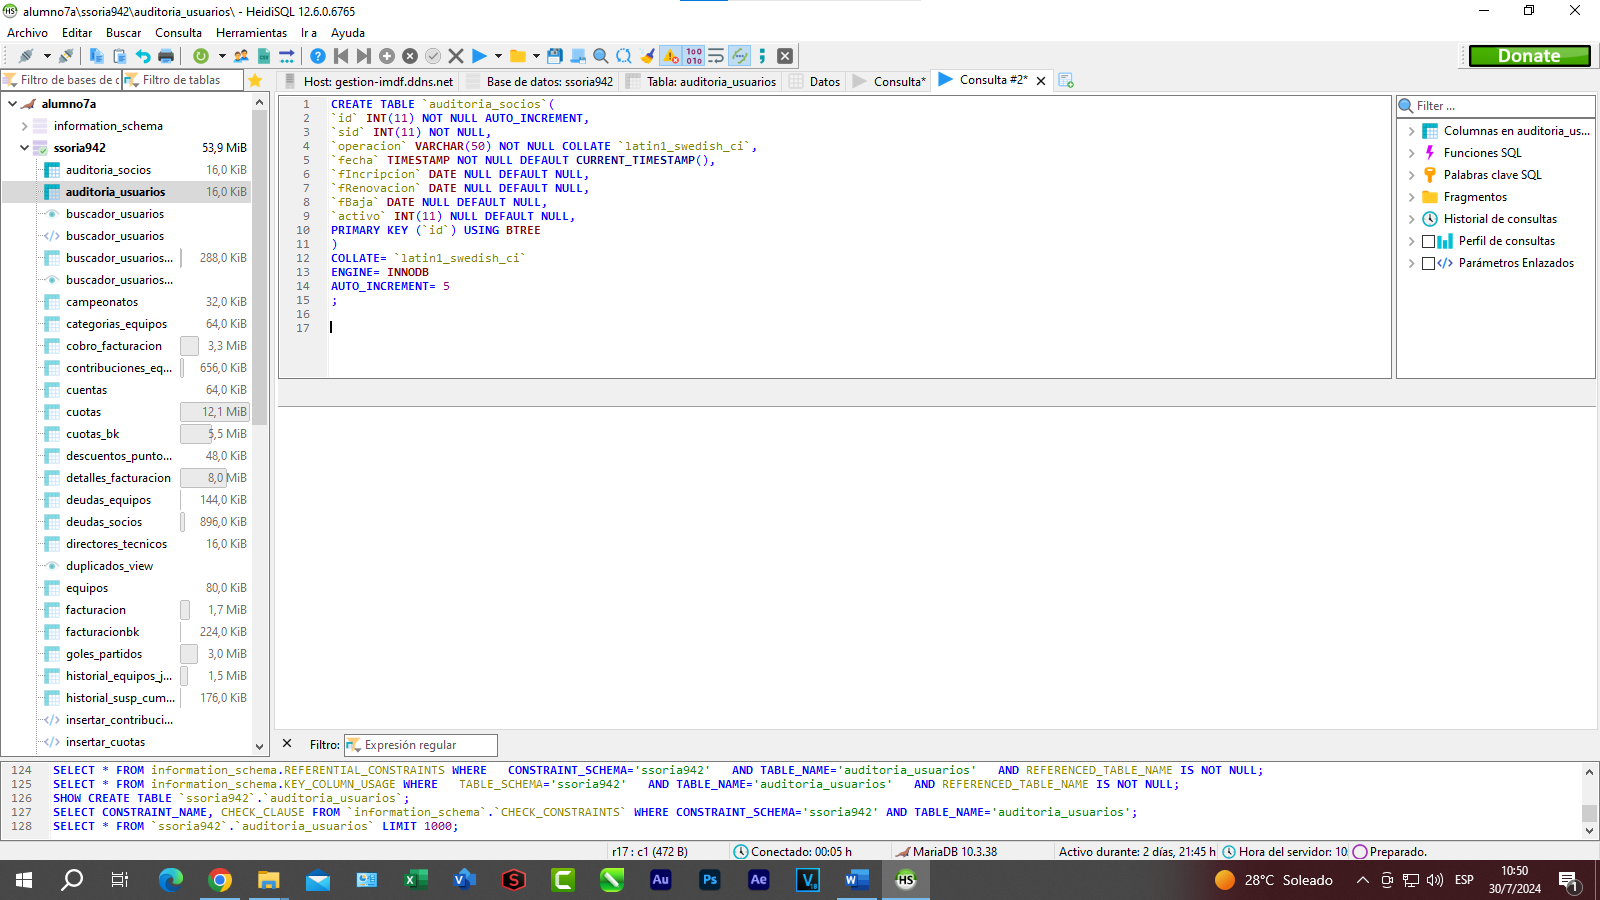 alumno7a\ssoria942\auditoria_usuarios\ - HeidiSQL 12.6.0.6765
Archivo Editar Buscar Consulta Herramientas Ir a Ayuda
Donate
Filtro de bases de d Filtro de tablas
Host: gestion-imdf.ddns.net Base de datos: ssoria942 Tabla: auditoria_usuarios Datos Consulta* Consulta #2*
alumno7a
information_schema
ssoria942 53,9 MiB
auditoria_socios 16,0 KiB
auditoria_usuarios 16,0 KiB
buscador_usuarios
buscador_usuarios
buscador_usuarios... 288,0 KiB
buscador_usuarios...
campeonatos 32,0 KiB
categorias_equipos 64,0 KiB
cobro_facturacion 3,3 MiB
contribuciones_eq... 656,0 KiB
cuentas 64,0 KiB
cuotas 12,1 MiB
cuotas_bk 5,5 MiB
descuentos_punto... 48,0 KiB
detalles_facturacion 8,0 MiB
deudas_equipos 144,0 KiB
deudas_socios 896,0 KiB
directores_tecnicos 16,0 KiB
duplicados_view
equipos 80,0 KiB
facturacion 1,7 MiB
facturacionbk 224,0 KiB
goles_partidos 3,0 MiB
historial_equipos_j... 1,5 MiB
historial_susp_cum... 176,0 KiB
insertar_contribuci...
insertar_cuotas
1 CREATE TABLE `auditoria_socios`(
2 `id` INT(11) NOT NULL AUTO_INCREMENT,
3 `sid` INT(11) NOT NULL,
4 `operacion` VARCHAR(50) NOT NULL COLLATE `latin1_swedish_ci`,
5 `fecha` TIMESTAMP NOT NULL DEFAULT CURRENT_TIMESTAMP(),
6 `fIncripcion` DATE NULL DEFAULT NULL,
7 `fRenovacion` DATE NULL DEFAULT NULL,
8 `fBaja` DATE NULL DEFAULT NULL,
9 `activo` INT(11) NULL DEFAULT NULL,
10 PRIMARY KEY (`id`) USING BTREE
11 )
12 COLLATE= `latin1_swedish_ci`
13 ENGINE= INNODB
14 AUTO_INCREMENT= 5
15 ;
16
17
Filter ...
Columnas en auditoria_us...
Funciones SQL
Palabras clave SQL
Fragmentos
Historial de consultas
Perfil de consultas
Parámetros Enlazados
Filtro: Expresión regular
124 SELECT * FROM information_schema.REFERENTIAL_CONSTRAINTS WHERE CONSTRAINT_SCHEMA='ssoria942' AND TABLE_NAME='auditoria_usuarios' AND REFERENCED_TABLE_NAME IS NOT NULL;
125 SELECT * FROM information_schema.KEY_COLUMN_USAGE WHERE TABLE_SCHEMA='ssoria942' AND TABLE_NAME='auditoria_usuarios' AND REFERENCED_TABLE_NAME IS NOT NULL;
126 SHOW CREATE TABLE `ssoria942`.`auditoria_usuarios`;
127 SELECT CONSTRAINT_NAME, CHECK_CLAUSE FROM `information_schema`.`CHECK_CONSTRAINTS` WHERE CONSTRAINT_SCHEMA='ssoria942' AND TABLE_NAME='auditoria_usuarios';
128 SELECT * FROM `ssoria942`.`auditoria_usuarios` LIMIT 1000;
r17 : c1 (472 B) Conectado: 00:05 h MariaDB 10.3.38 Activo durante: 2 días, 21:45 h Hora del servidor: 10: Preparado.
28°C Soleado ESP 10:50
30/7/2024
1